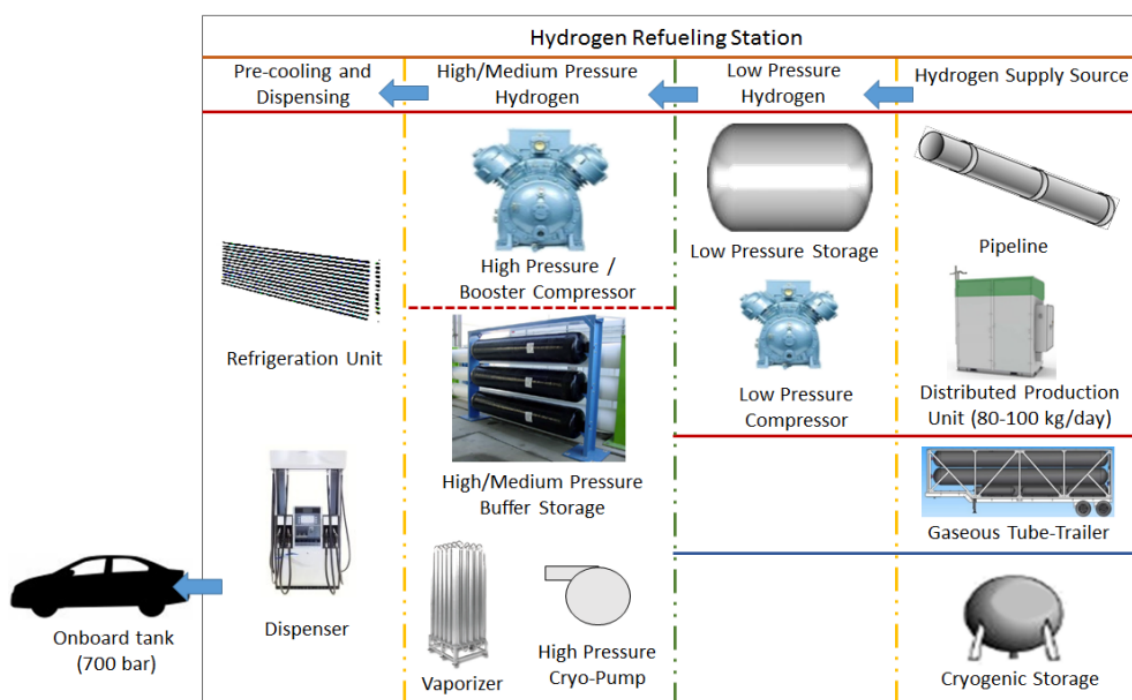 Hydrogen Refueling Station
Pre-cooling and
Dispensing
High/Medium Pressure
Hydrogen
Low Pressure
Hydrogen
Hydrogen Supply Source
Refrigeration Unit
Dispenser
Onboard tank
(700 bar)
High Pressure /
Booster Compressor
High/Medium Pressure
Buffer Storage
Vaporizer
High Pressure
Cryo-Pump
Low Pressure Storage
Low Pressure
Compressor
Pipeline
Distributed Production
Unit (80-100 kg/day)
Gaseous Tube-Trailer
Cryogenic Storage